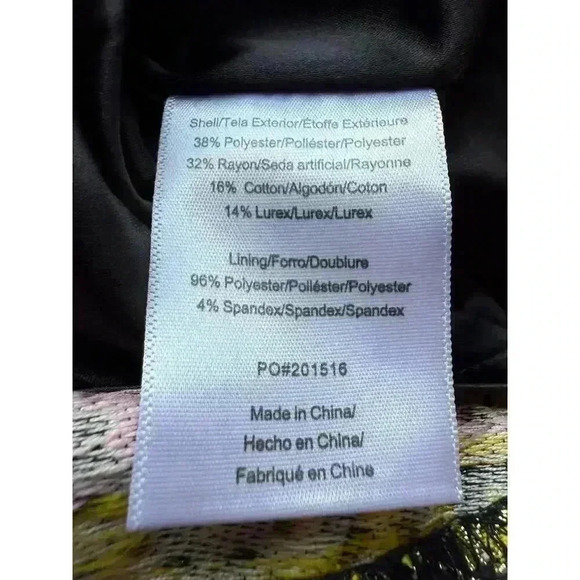 Shell/Tela Exterior/Étoffe Extérieure
38% Polyester/Poliéster/Polyester
32% Rayon/Seda artificial/Rayonne
16% Cotton/Algodón/Coton
14% Lurex/Lurex/Lurex
Lining/Forro/Doublure
96% Polyester/Poliéster/Polyester
4% Spandex/Spandex/Spandex
PO#201516
Made in China/
Hecho en China/
Fabriqué en Chine